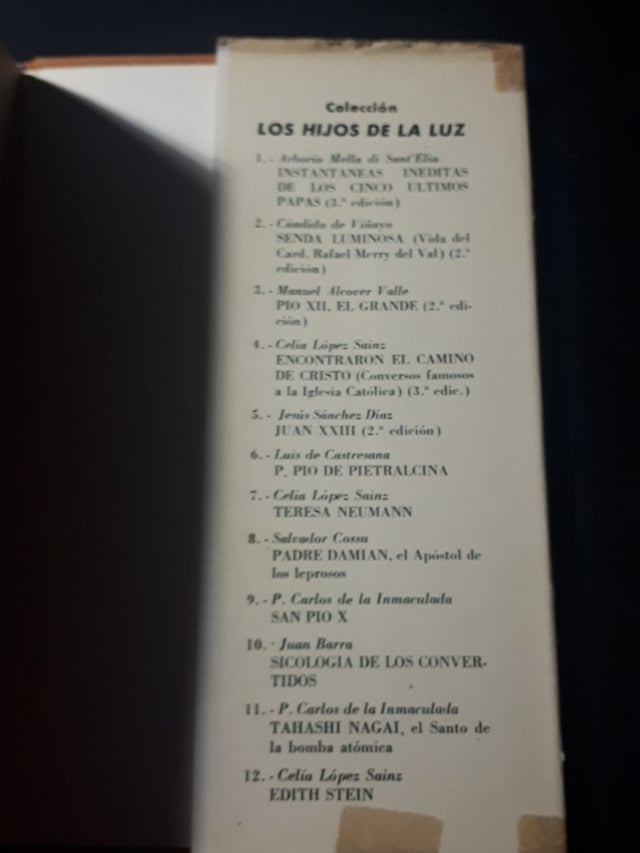 Colección
LOS HIJOS DE LA LUZ
1. - Arborio Mella di Sant'Elia
INSTANTANEAS INEDITAS
DE LOS CINCO ULTIMOS
PAPAS (3.ª edición)
2. - Cándido de Viñayo
SENDA LUMINOSA (Vida del
Card. Rafael Merry del Val) (2.ª
edición)
3. - Manuel Alcover Valle
PIO XII, EL GRANDE (2.ª edi-
ción)
4. - Celia López Sainz
ENCONTRARON EL CAMINO
DE CRISTO (Conversos famosos
a la Iglesia Católica) (3.ª edic.)
5. - Jesús Sánchez Díaz
JUAN XXIII (2.ª edición)
6. - Luis de Castresana
P. PIO DE PIETRALCINA
7. - Celia López Sainz
TERESA NEUMANN
8. - Salvador Cossu
PADRE DAMIAN, el Apóstol de
los leprosos
9. - P. Carlos de la Inmaculada
SAN PIO X
10. - Juan Barra
SICOLOGIA DE LOS CONVER-
TIDOS
11. - P. Carlos de la Inmaculada
TAHASHI NAGAI, el Santo de
la bomba atómica
12. - Celia López Sainz
EDITH STEIN